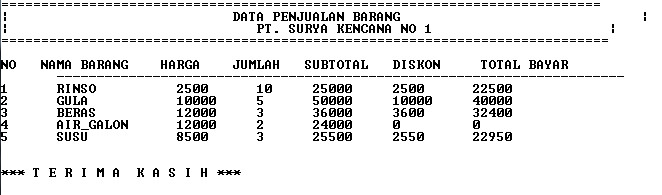 DATA PENJUALAN BARANG
PT. SURYA KENCANA NO 1
NO NAMA BARANG HARGA JUMLAH SUBTOTAL DISKON TOTAL BAYAR
1 RINSO 2500 10 25000 2500 22500
2 GULA 10000 5 50000 10000 40000
3 BERAS 12000 3 36000 3600 32400
4 AIR_GALON 12000 2 24000 0 0
5 SUSU 8500 3 25500 2550 22950
*** T E R I M A K A S I H ***